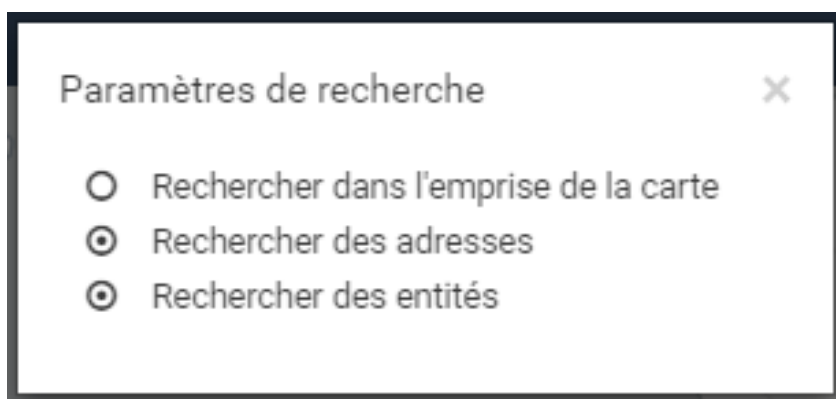 Paramètres de recherche
Rechercher dans l'emprise de la carte
Rechercher des adresses
Rechercher des entités